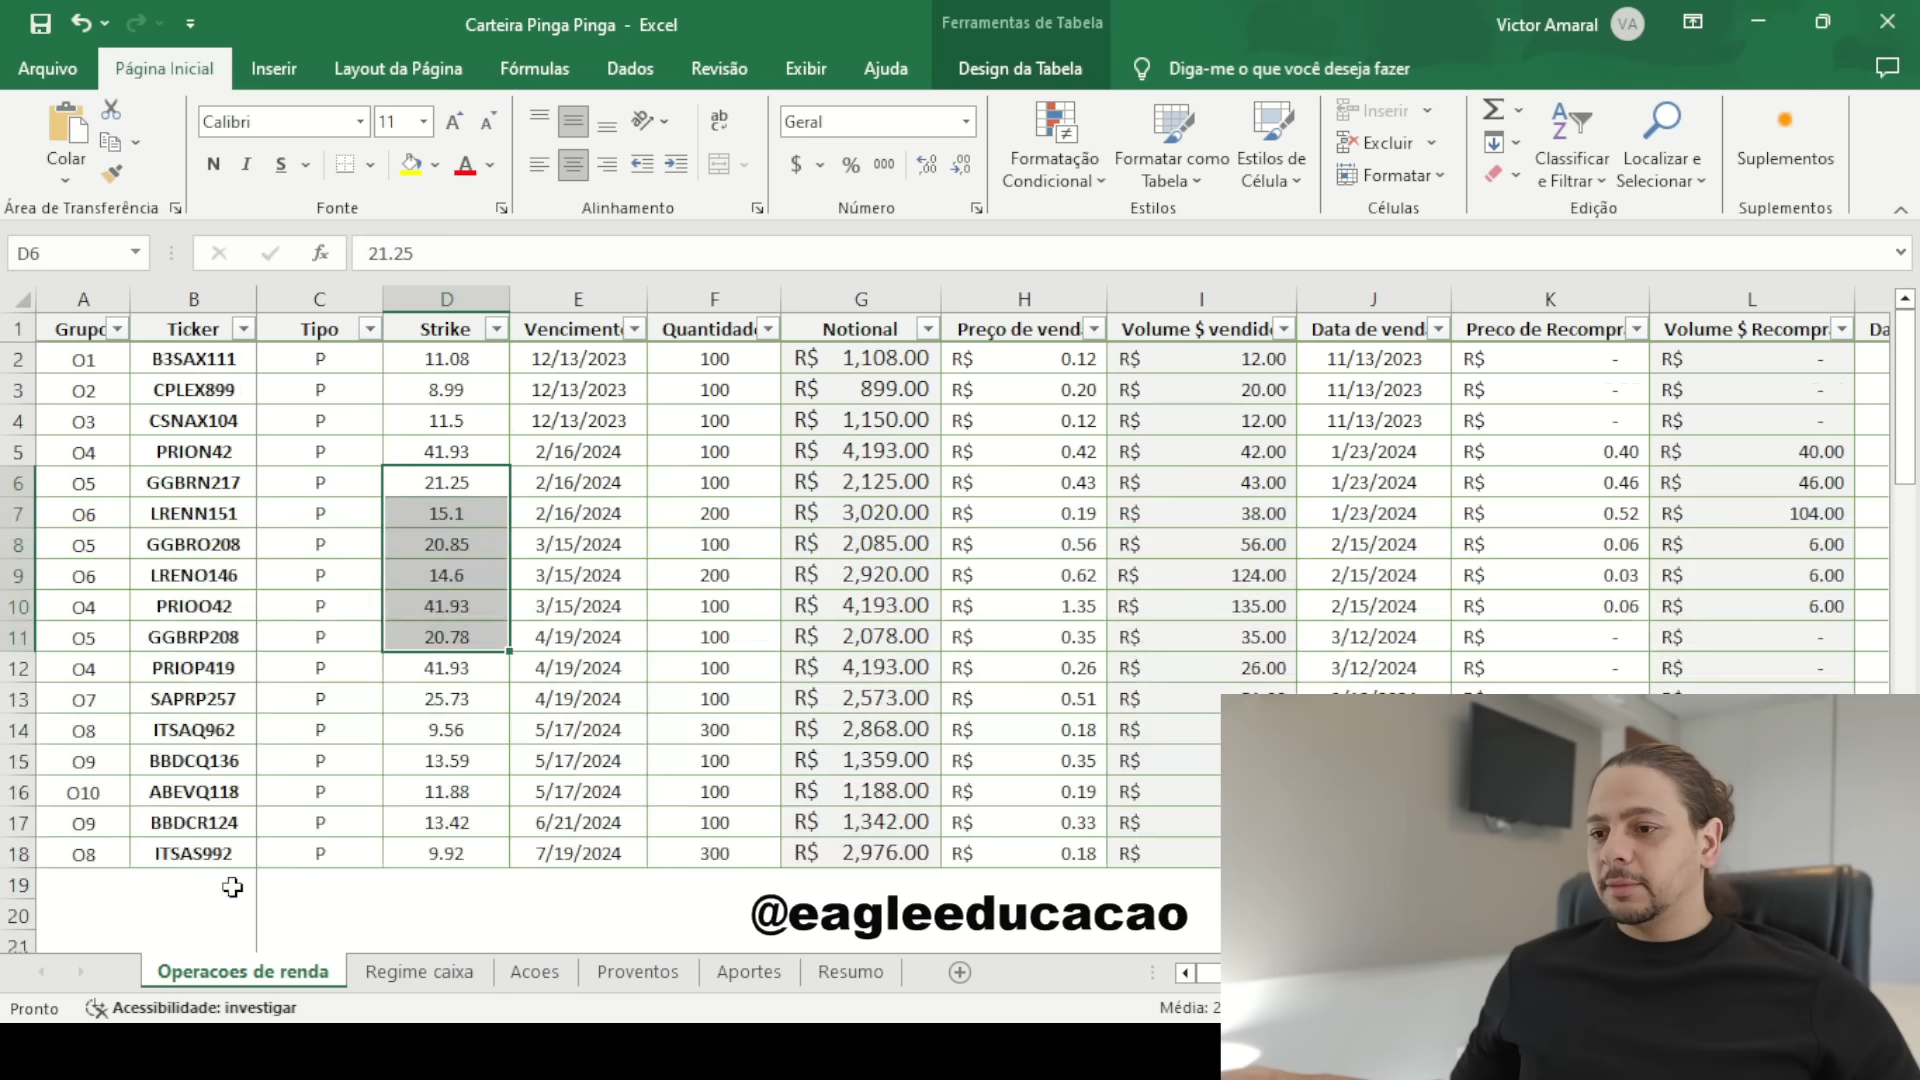 Carteira Pinga Pinga - Excel
Ferramentas de Tabela
Victor Amaral
VA
Arquivo Página Inicial Inserir Layout da Página Fórmulas Dados Revisão Exibir Ajuda Design da Tabela Diga-me o que você deseja fazer
Colar
Área de Transferência
Calibri 11
N I S
Fonte
ab
Alinhamento
Geral
$ % 000
Número
Formatação Condicional
Formatar como Tabela
Estilos de Célula
Estilos
Inserir
Excluir
Formatar
Células
Classificar e Filtrar
Localizar e Selecionar
Edição
Suplementos
Suplementos
D6 fx 21.25
A B C D E F G H I J K L
1 Grupo Ticker Tipo Strike Vencimento Quantidad Notional Preço de vend Volume $ vendid Data de vend Preco de Recompr Volume $ Recompr Da
2 O1 B3SAX111 P 11.08 12/13/2023 100 R$ 1,108.00 R$ 0.12 R$ 12.00 11/13/2023 R$ - R$ -
3 O2 CPLEX899 P 8.99 12/13/2023 100 R$ 899.00 R$ 0.20 R$ 20.00 11/13/2023 R$ - R$ -
4 O3 CSNAX104 P 11.5 12/13/2023 100 R$ 1,150.00 R$ 0.12 R$ 12.00 11/13/2023 R$ - R$ -
5 O4 PRION42 P 41.93 2/16/2024 100 R$ 4,193.00 R$ 0.42 R$ 42.00 1/23/2024 R$ 0.40 R$ 40.00
6 O5 GGBRN217 P 21.25 2/16/2024 100 R$ 2,125.00 R$ 0.43 R$ 43.00 1/23/2024 R$ 0.46 R$ 46.00
7 O6 LRENN151 P 15.1 2/16/2024 200 R$ 3,020.00 R$ 0.19 R$ 38.00 1/23/2024 R$ 0.52 R$ 104.00
8 O5 GGBRO208 P 20.85 3/15/2024 100 R$ 2,085.00 R$ 0.56 R$ 56.00 2/15/2024 R$ 0.06 R$ 6.00
9 O6 LRENO146 P 14.6 3/15/2024 200 R$ 2,920.00 R$ 0.62 R$ 124.00 2/15/2024 R$ 0.03 R$ 6.00
10 O4 PRIOO42 P 41.93 3/15/2024 100 R$ 4,193.00 R$ 1.35 R$ 135.00 2/15/2024 R$ 0.06 R$ 6.00
11 O5 GGBRP208 P 20.78 4/19/2024 100 R$ 2,078.00 R$ 0.35 R$ 35.00 3/12/2024 R$ - R$ -
12 O4 PRIOP419 P 41.93 4/19/2024 100 R$ 4,193.00 R$ 0.26 R$ 26.00 3/12/2024 R$ - R$ -
13 O7 SAPRP257 P 25.73 4/19/2024 100 R$ 2,573.00 R$ 0.51 R$
14 O8 ITSAQ962 P 9.56 5/17/2024 300 R$ 2,868.00 R$ 0.18 R$
15 O9 BBDCQ136 P 13.59 5/17/2024 100 R$ 1,359.00 R$ 0.35 R$
16 O10 ABEVQ118 P 11.88 5/17/2024 100 R$ 1,188.00 R$ 0.19 R$
17 O9 BBDCR124 P 13.42 6/21/2024 100 R$ 1,342.00 R$ 0.33 R$
18 O8 ITSAS992 P 9.92 7/19/2024 300 R$ 2,976.00 R$ 0.18 R$
19
20
21
@eagleeducacao
Operacoes de renda Regime caixa Acoes Proventos Aportes Resumo
Pronto Acessibilidade: investigar Média: 2